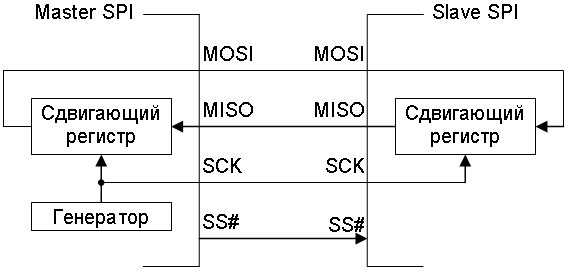 Master SPI
Slave SPI
MOSI
MOSI
Сдвигающий
регистр
MISO
MISO
Сдвигающий
регистр
SCK
SCK
Генератор
SS#
SS#